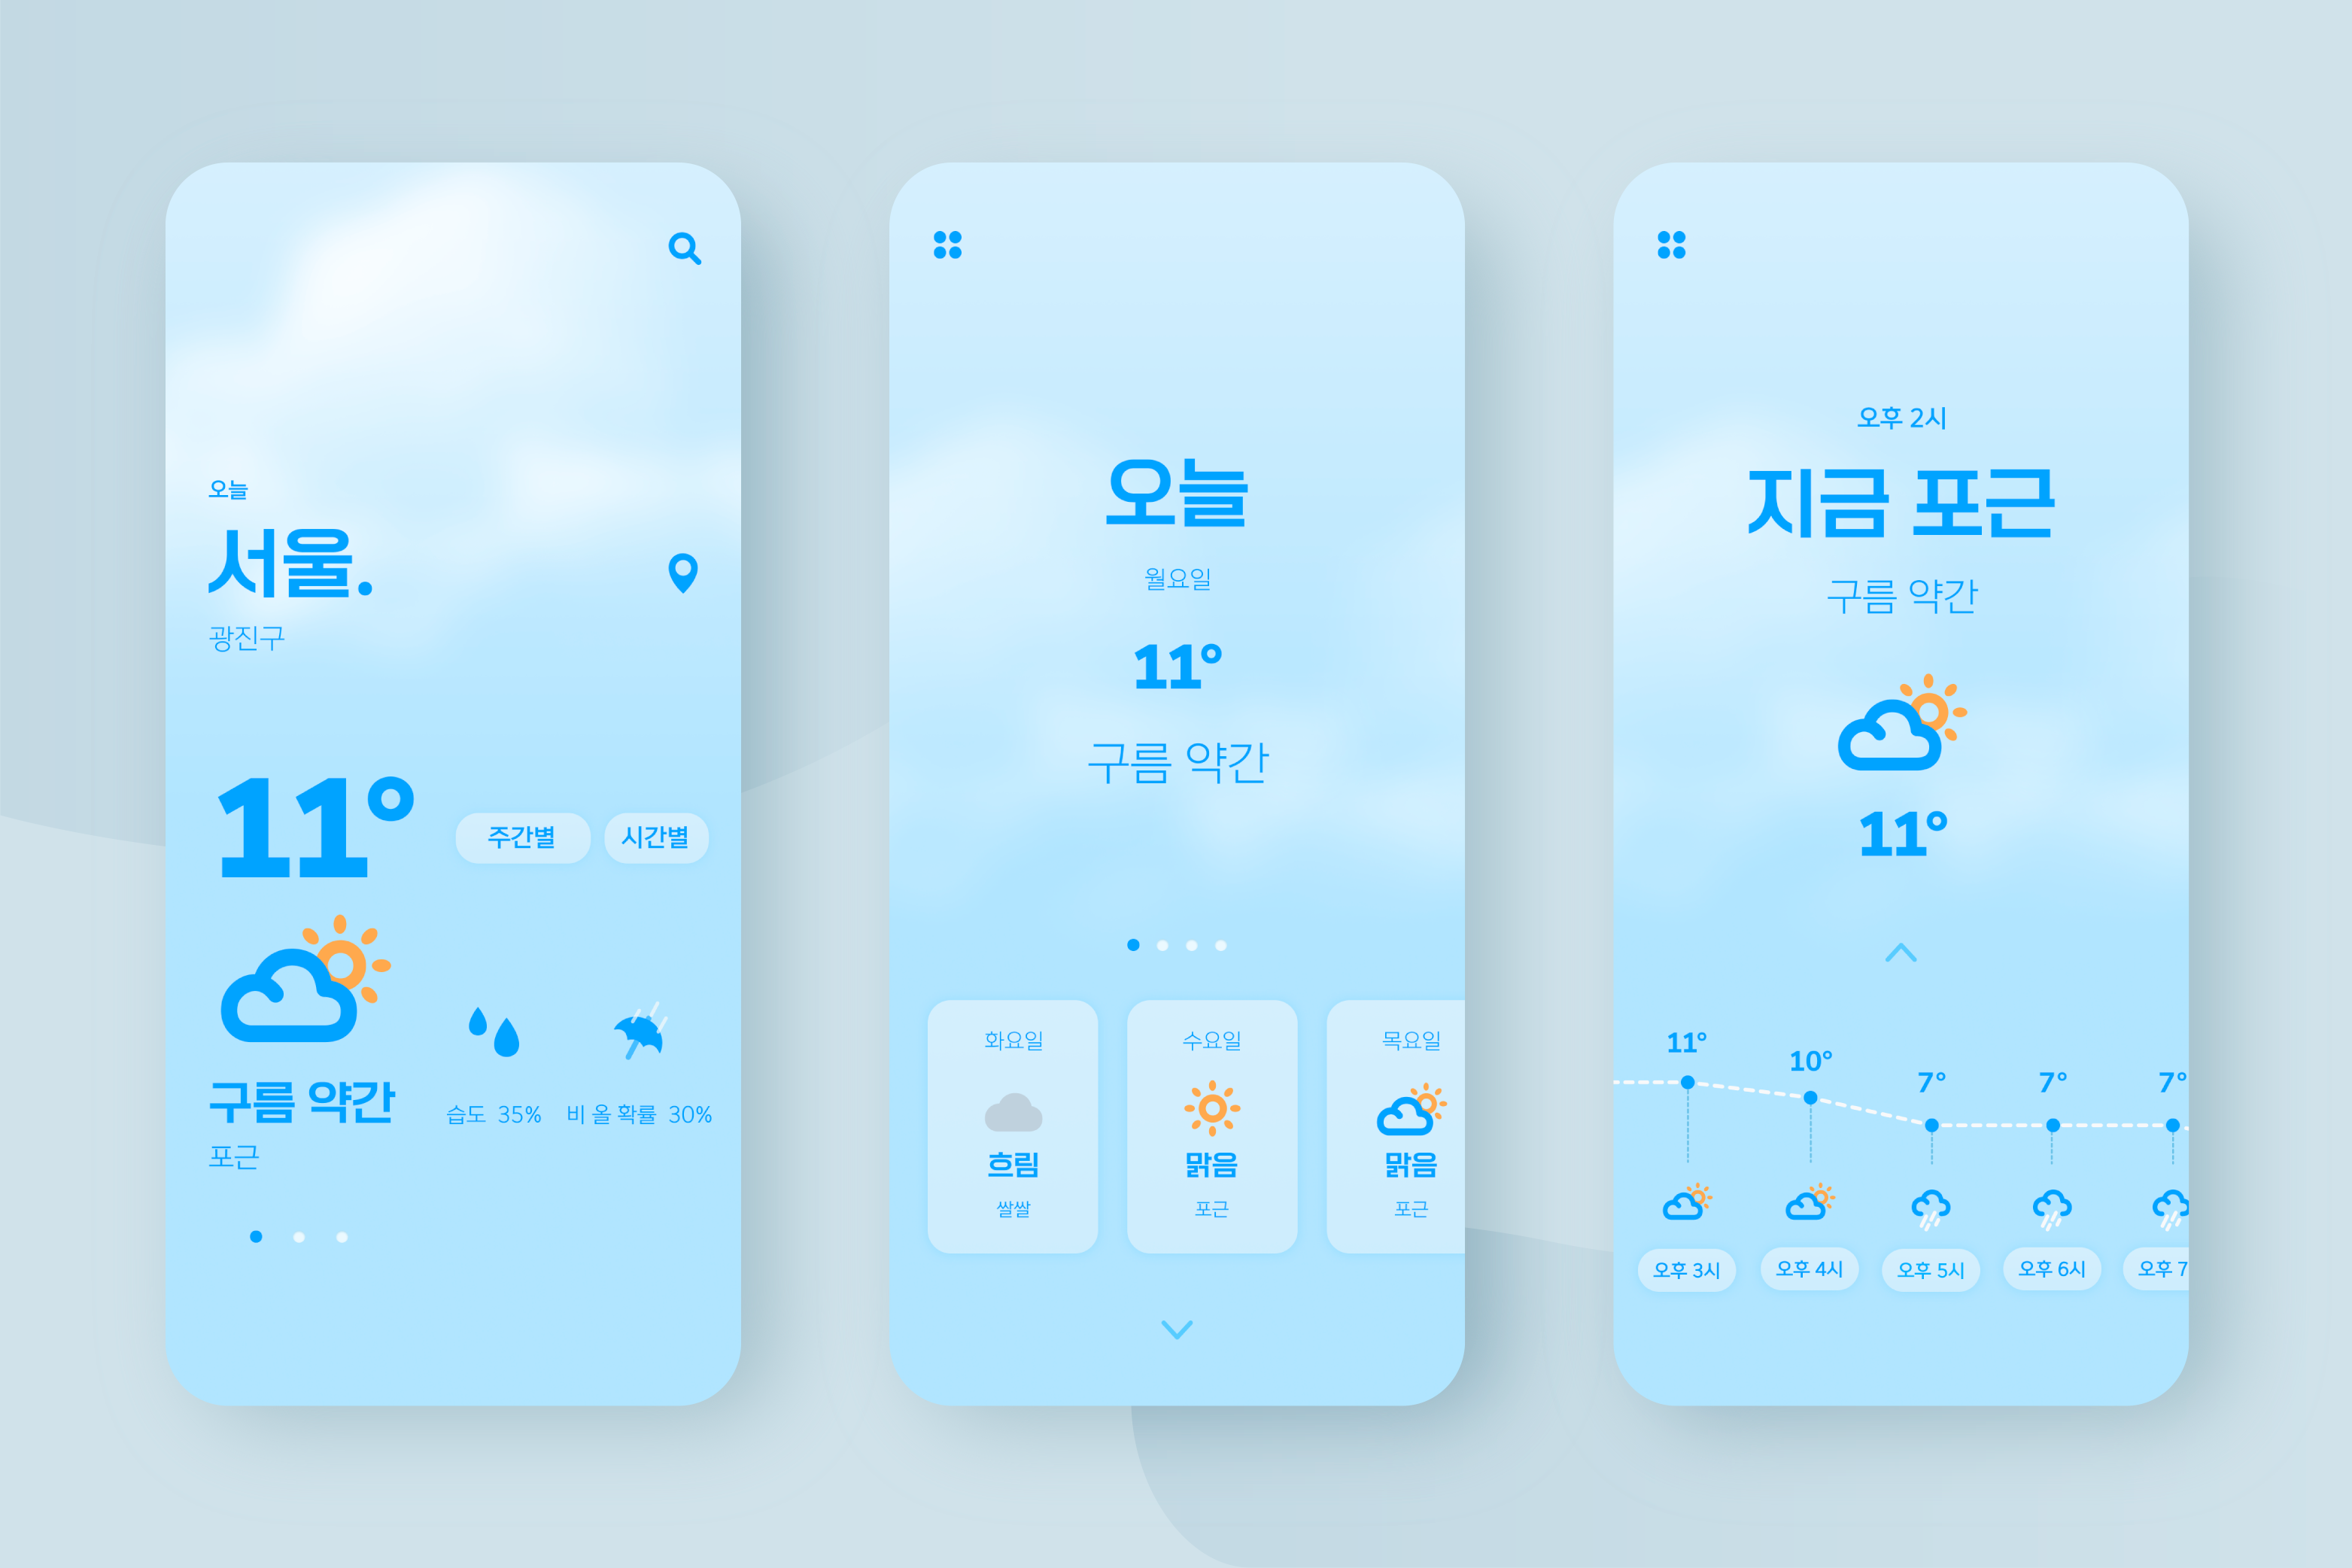 오늘
서울.
광진구
11°
주간별 시간별
구름 약간
포근
습도 35% 비 올 확률 30%
오늘
월요일
11°
구름 약간
화요일 수요일 목요일
흐림 맑음 맑음
쌀쌀 포근 포근
오후 2시
지금 포근
구름 약간
11°
11° 10° 7° 7° 7°
오후 3시 오후 4시 오후 5시 오후 6시 오후 7